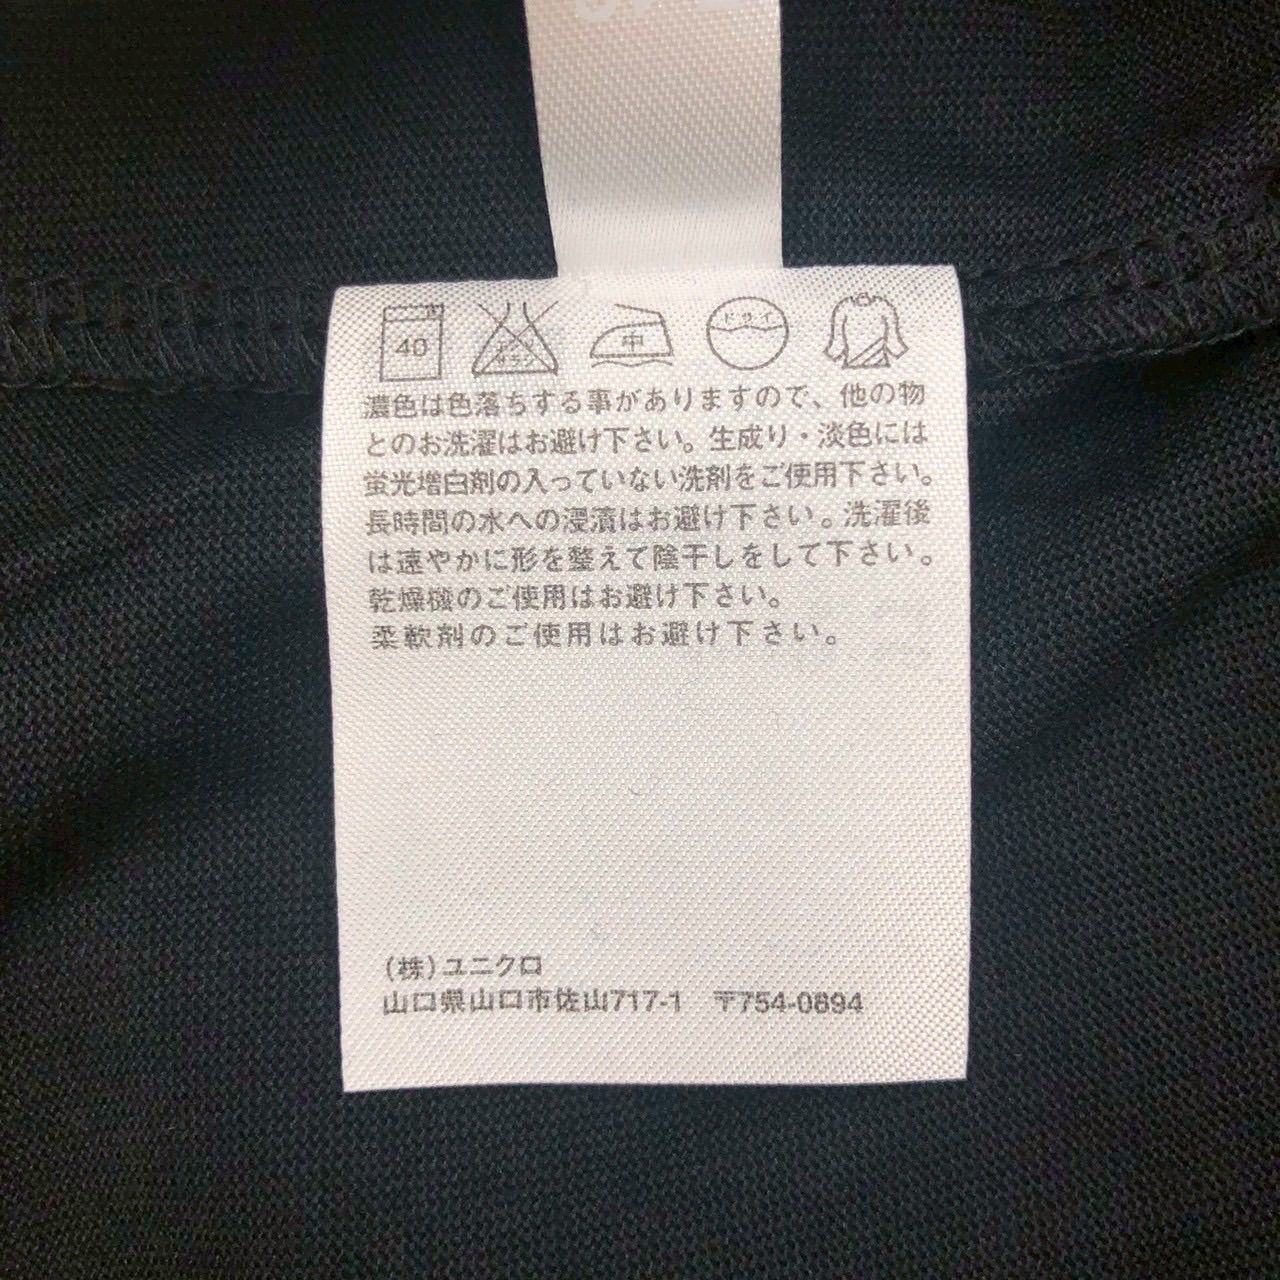 40
エンソ
サラシ
中
ドライ
濃色は色落ちする事がありますので、他の物
とのお洗濯はお避け下さい。生成り・淡色には
蛍光増白剤の入っていない洗剤をご使用下さい。
長時間の水への浸漬はお避け下さい。洗濯後
は速やかに形を整えて陰干しをして下さい。
乾燥機のご使用はお避け下さい。
柔軟剤のご使用はお避け下さい。
(株)ユニクロ
山口県山口市佐山717-1 〒754-0894